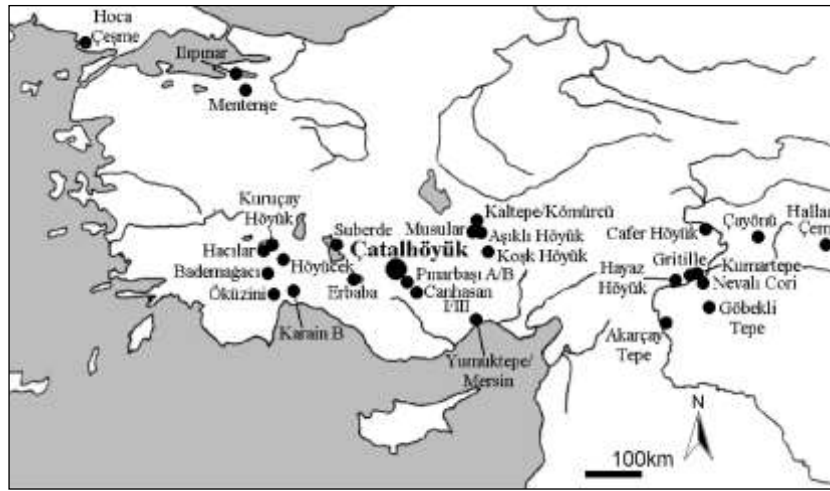 Hoca
Çeşme
Ilıpınar
Menteşe
Kuruçay
Höyük
Hacılar
Bademağacı
Öküzini
Höyücek
Karain B
Suberde
Çatalhöyük
Erbaba
Pınarbaşı A/B
Canhasan
I/III
Musular
Kaltepe/Kömürcü
Aşıklı Höyük
Koşk Höyük
Yumuktepe/
Mersin
Cafer Höyük
Çayönü
Hallan
Çemi
Gritille
Hayaz
Höyük
Kumartepe
Nevalı Cori
Göbekli
Tepe
Akarçay
Tepe
N
100km